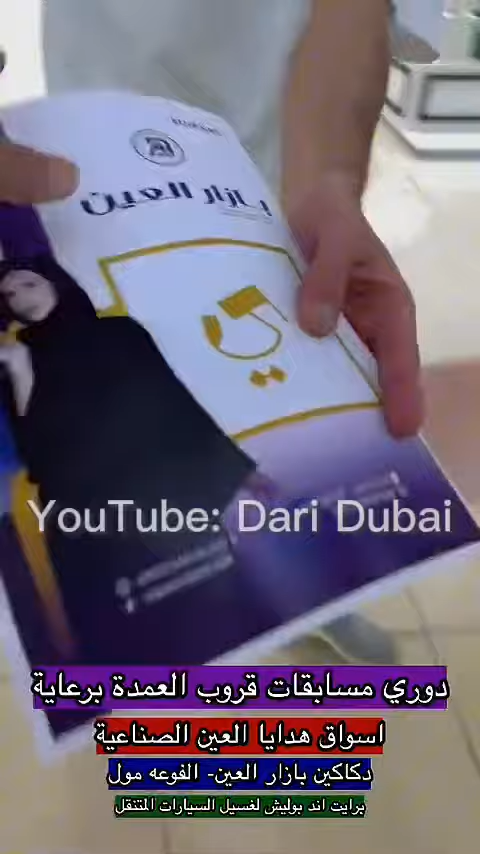 بازار العين
ي
YouTube: Dari Dubai
دوري مسابقات قروب العمدة برعاية
اسواق هدايا العين الصناعية
دكاكين بازار العين- الفوعه مول
برايت اند بوليش لغسيل السيارات المتنقل